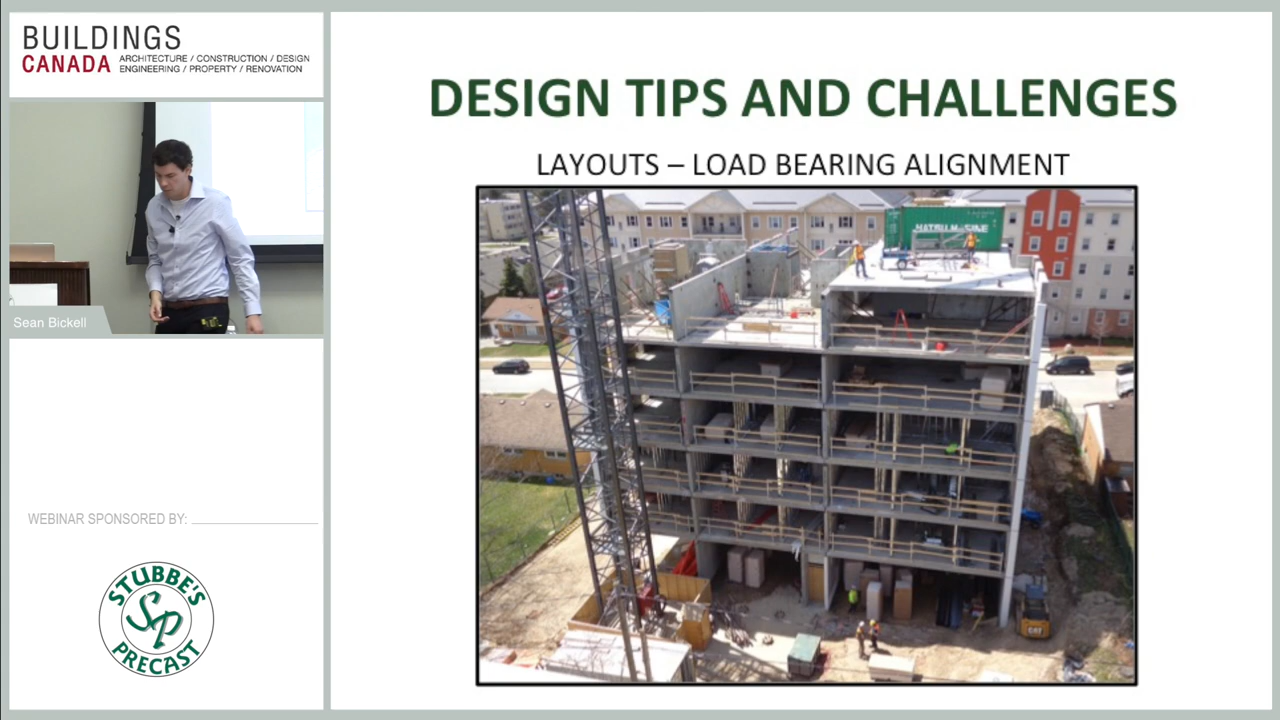 BUILDINGS
CANADA
ARCHITECTURE / CONSTRUCTION / DESIGN
ENGINEERING / PROPERTY / RENOVATION
Sean Bickell
WEBINAR SPONSORED BY:
STUBBE'S
SP
PRECAST
DESIGN TIPS AND CHALLENGES
LAYOUTS – LOAD BEARING ALIGNMENT
CAT